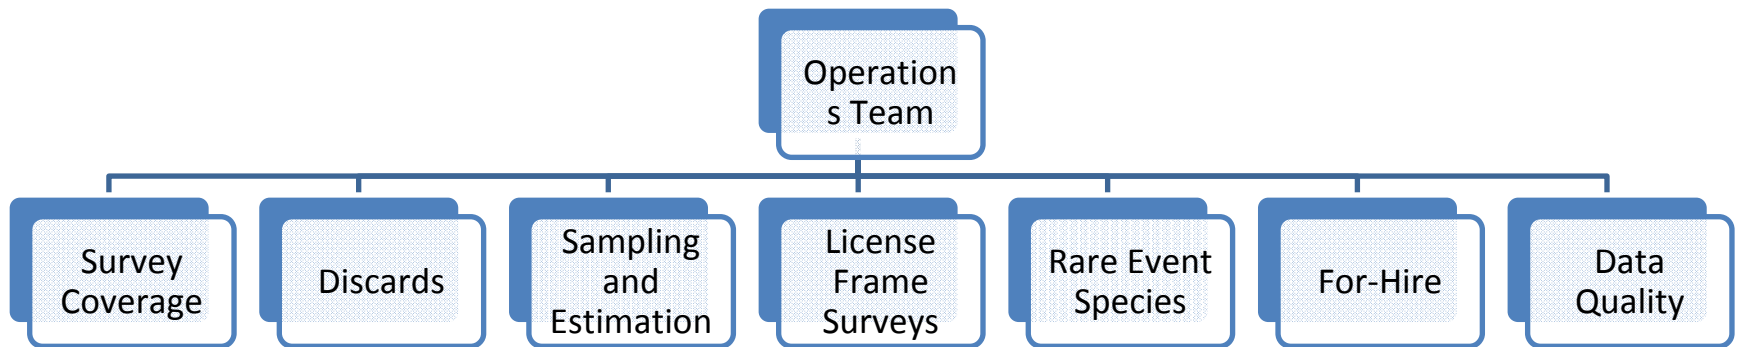 Operation
s Team
Survey
Coverage
Discards
Sampling
and
Estimation
License
Frame
Surveys
Rare Event
Species
For-Hire
Data
Quality